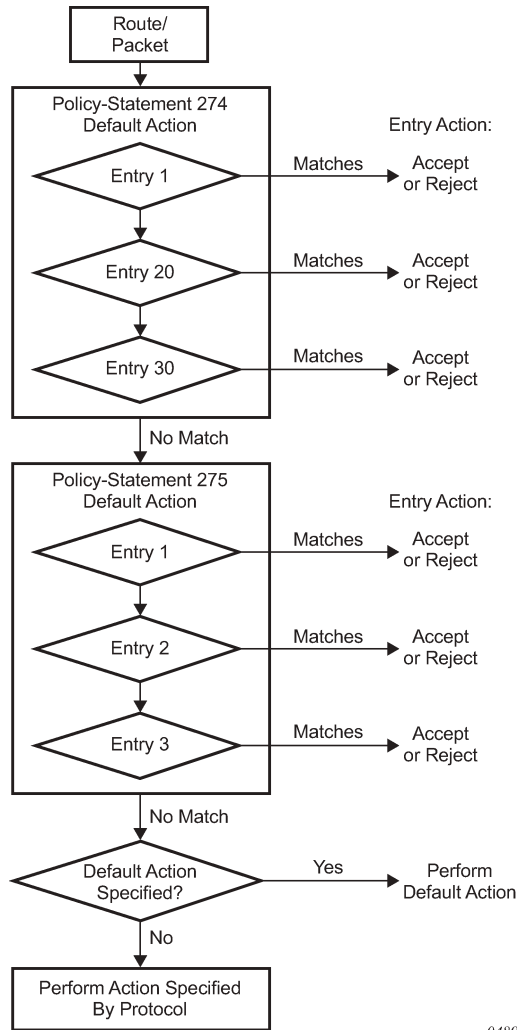 Route/
Packet
Policy-Statement 274
Default Action
Entry Action:
Entry 1
Matches
Accept
or Reject
Entry 20
Matches
Accept
or Reject
Entry 30
Matches
Accept
or Reject
No Match
Policy-Statement 275
Default Action
Entry Action:
Entry 1
Matches
Accept
or Reject
Entry 2
Matches
Accept
or Reject
Entry 3
Matches
Accept
or Reject
No Match
Default Action
Specified?
Yes
Perform
Default Action
No
Perform Action Specified
By Protocol